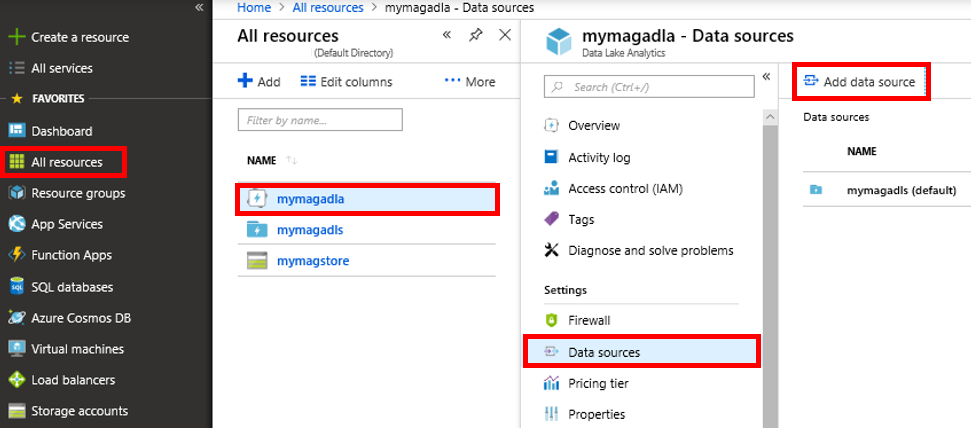 «
Create a resource
All services
FAVORITES
Dashboard
All resources
Resource groups
App Services
Function Apps
SQL databases
Azure Cosmos DB
Virtual machines
Load balancers
Storage accounts
Home > All resources > mymagadla - Data sources
All resources
(Default Directory)
«
Add
Edit columns
More
Filter by name...
NAME
mymagadla
mymagadls
mymagstore
mymagadla - Data sources
Data Lake Analytics
Search (Ctrl+/)
«
Overview
Activity log
Access control (IAM)
Tags
Diagnose and solve problems
Settings
Firewall
Data sources
Pricing tier
Properties
Add data source
Data sources
NAME
mymagadls (default)